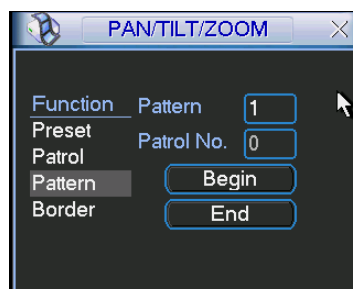 PAN/TILT/ZOOM
Function
Preset
Patrol
Pattern
Border
Pattern 1
Patrol No. 0
Begin
End